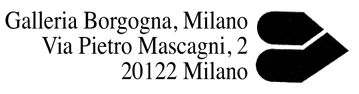 Galleria Borgogna, Milano
Via Pietro Mascagni, 2
20122 Milano